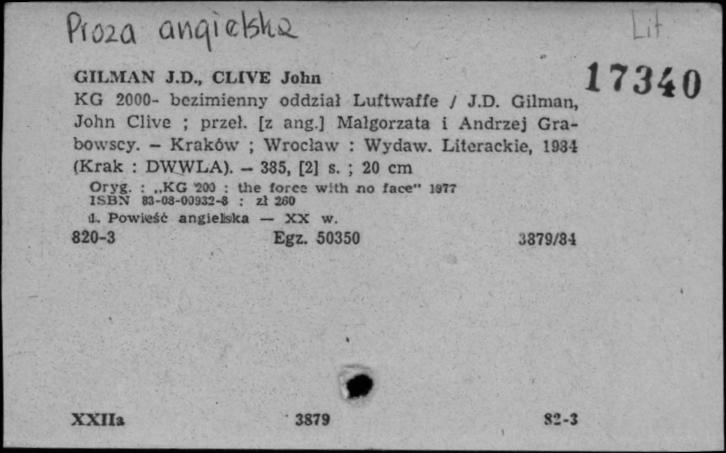 Proza angielska
Lit
17340
GILMAN J.D., CLIVE John
KG 2000- bezimienny oddział Luftwaffe / J.D. Gilman,
John Clive ; przeł. [z ang.] Małgorzata i Andrzej Gra-
bowscy. — Kraków ; Wrocław : Wydaw. Literackie, 1984
(Krak : DWWLA). — 385, [2] s. ; 20 cm
Oryg. : „KG 200 : the force with no face" 1977
ISBN 83-08-00932-8 : zł 260
1. Powieść angielska — XX w.
820-3 Egz. 50350 3879/84
XXIIa 3879 82-3